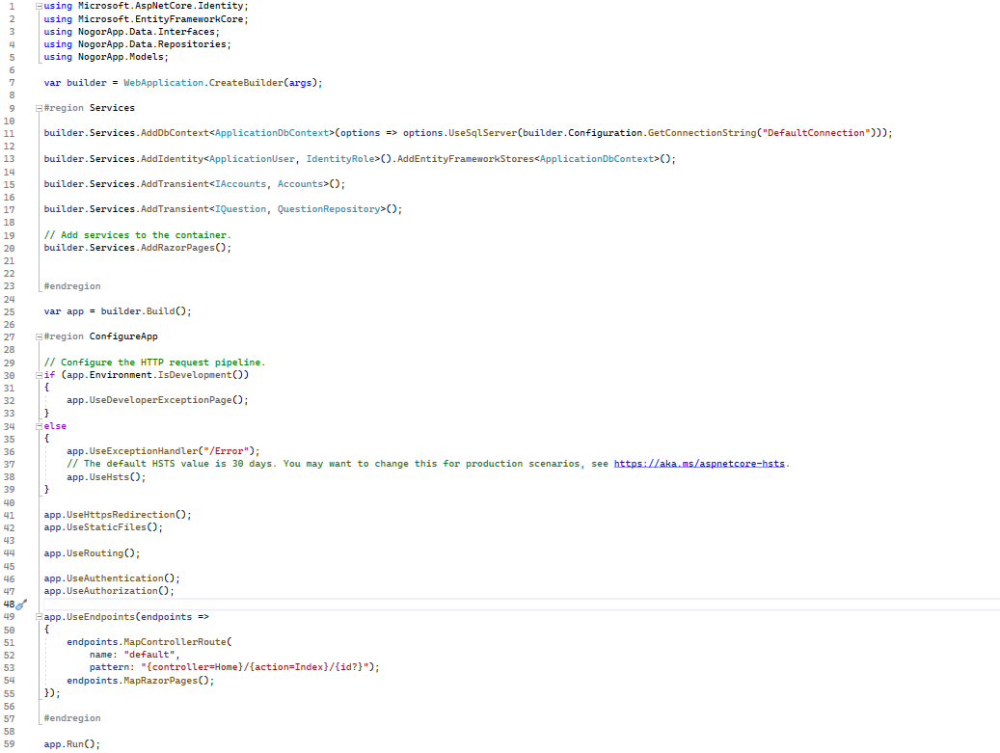 1 using Microsoft.AspNetCore.Identity;
2 using Microsoft.EntityFrameworkCore;
3 using NogorApp.Data.Interfaces;
4 using NogorApp.Data.Repositories;
5 using NogorApp.Models;
6
7 var builder = WebApplication.CreateBuilder(args);
8
9 #region Services
10
11 builder.Services.AddDbContext<ApplicationDbContext>(options => options.UseSqlServer(builder.Configuration.GetConnectionString("DefaultConnection")));
12
13 builder.Services.AddIdentity<ApplicationUser, IdentityRole>().AddEntityFrameworkStores<ApplicationDbContext>();
14
15 builder.Services.AddTransient<IAccounts, Accounts>();
16
17 builder.Services.AddTransient<IQuestion, QuestionRepository>();
18
19 // Add services to the container.
20 builder.Services.AddRazorPages();
21
22
23 #endregion
24
25 var app = builder.Build();
26
27 #region ConfigureApp
28
29 // Configure the HTTP request pipeline.
30 if (app.Environment.IsDevelopment())
31 {
32     app.UseDeveloperExceptionPage();
33 }
34 else
35 {
36     app.UseExceptionHandler("/Error");
37     // The default HSTS value is 30 days. You may want to change this for production scenarios, see https://aka.ms/aspnetcore-hsts.
38     app.UseHsts();
39 }
40
41 app.UseHttpsRedirection();
42 app.UseStaticFiles();
43
44 app.UseRouting();
45
46 app.UseAuthentication();
47 app.UseAuthorization();
48
49 app.UseEndpoints(endpoints =>
50 {
51     endpoints.MapControllerRoute(
52         name: "default",
53         pattern: "{controller=Home}/{action=Index}/{id?}");
54     endpoints.MapRazorPages();
55 });
56
57 #endregion
58
59 app.Run();